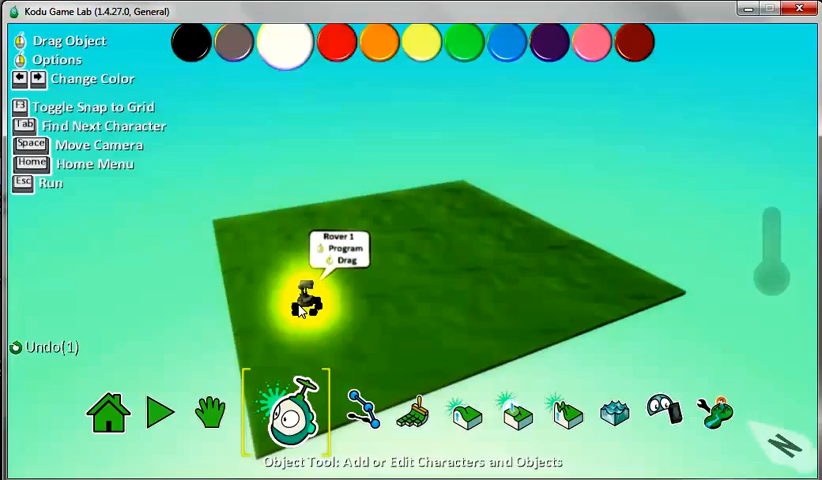 Kodu Game Lab (1.4.27.0, General)
Drag Object
Options
Change Color
F3 Toggle Snap to Grid
Tab Find Next Character
Space Move Camera
Home Home Menu
Esc Run
Rover 1
Program
Drag
Undo(1)
N
Object Tool: Add or Edit Characters and Objects